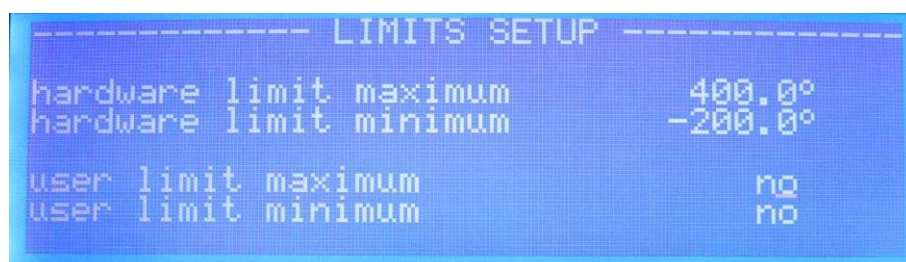 ------------- LIMITS SETUP -------------
hardware limit maximum 400.0°
hardware limit minimum -200.0°
user limit maximum no
user limit minimum no